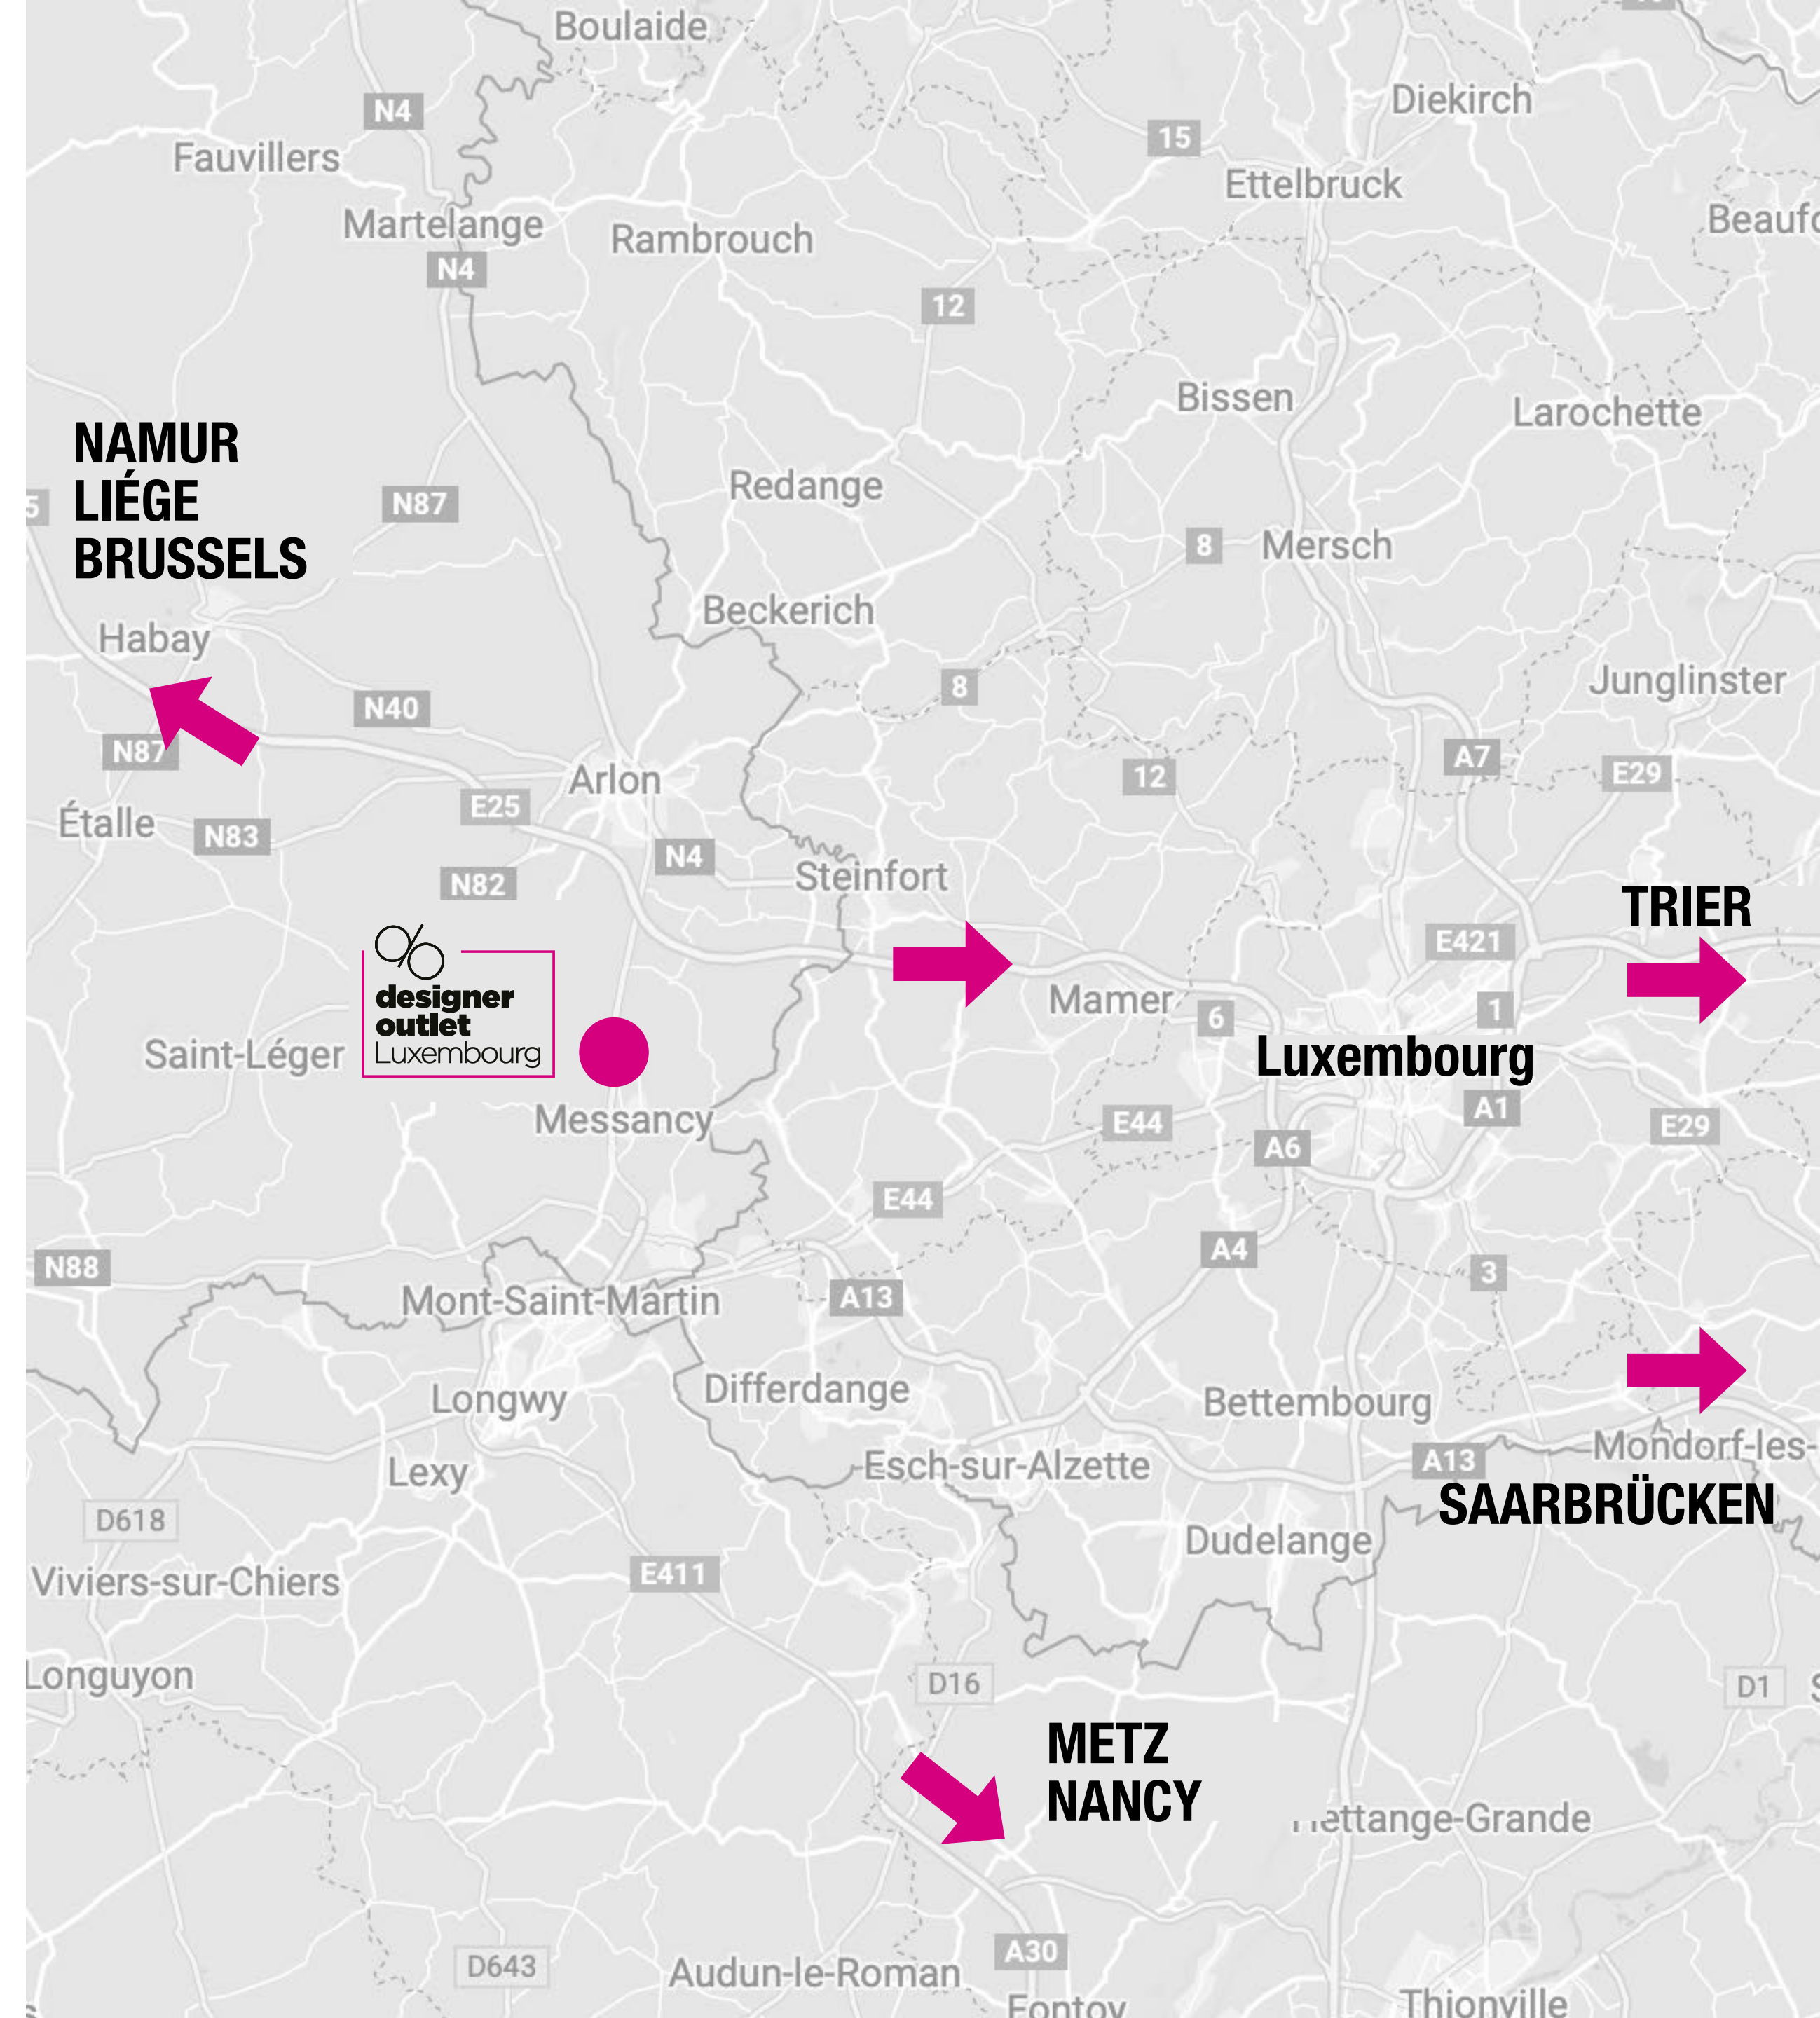 Boulaide
Diekirch
N4
15
Fauvillers
Ettelbruck
Martelange
Rambrouch
N4
12
Bissen
Larochette
NAMUR
LIÉGE
BRUSSELS
N87
Redange
8
Mersch
Beckerich
Habay
8
Junglinster
N40
N87
Arlon
A7
12
E29
E25
Étalle
N83
N4
N82
Steinfort
TRIER
E421
designer
outlet
Luxembourg
Mamer
6
1
Saint-Léger
Luxembourg
Messancy
E44
A1
E29
A6
E44
A4
N88
3
Mont-Saint-Martin
A13
Longwy
Differdange
Bettembourg
Mondorf-les-
Lexy
Esch-sur-Alzette
A13
SAARBRÜCKEN
D618
Dudelange
Viviers-sur-Chiers
E411
Longuyon
D16
D1
METZ
NANCY
ettange-Grande
D643
Audun-le-Roman
A30
Fontoy
Thionville